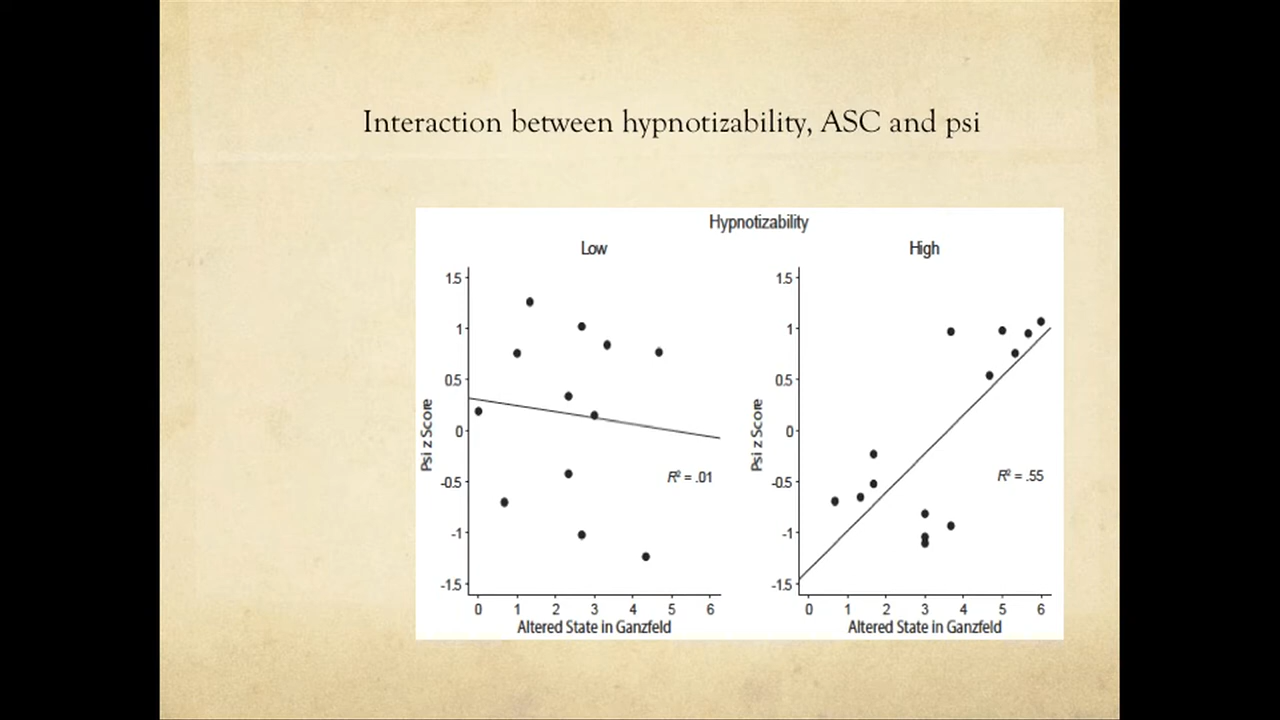 Interaction between hypnotizability, ASC and psi
Hypnotizability
Low
High
1.5
1
0.5
0
-0.5
-1
-1.5
Psi z Score
R² = .01
0 1 2 3 4 5 6
Altered State in Ganzfeld
1.5
1
0.5
0
-0.5
-1
-1.5
Psi z Score
R² = .55
0 1 2 3 4 5 6
Altered State in Ganzfeld